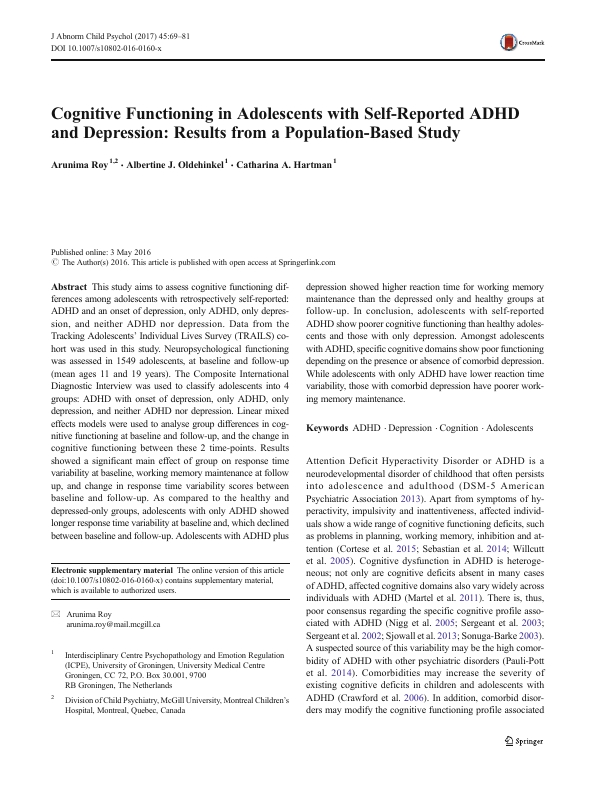 J Abnorm Child Psychol (2017) 45:69–81
DOI 10.1007/s10802-016-0160-x
CrossMark
Cognitive Functioning in Adolescents with Self-Reported ADHD
and Depression: Results from a Population-Based Study
Arunima Roy 1,2 · Albertine J. Oldehinkel 1 · Catharina A. Hartman 1
Published online: 3 May 2016
© The Author(s) 2016. This article is published with open access at Springerlink.com
Abstract This study aims to assess cognitive functioning dif-
ferences among adolescents with retrospectively self-reported:
ADHD and an onset of depression, only ADHD, only depres-
sion, and neither ADHD nor depression. Data from the
Tracking Adolescents' Individual Lives Survey (TRAILS) co-
hort was used in this study. Neuropsychological functioning
was assessed in 1549 adolescents, at baseline and follow-up
(mean ages 11 and 19 years). The Composite International
Diagnostic Interview was used to classify adolescents into 4
groups: ADHD with onset of depression, only ADHD, only
depression, and neither ADHD nor depression. Linear mixed
effects models were used to analyse group differences in cog-
nitive functioning at baseline and follow-up, and the change in
cognitive functioning between these 2 time-points. Results
showed a significant main effect of group on response time
variability at baseline, working memory maintenance at follow
up, and change in response time variability scores between
baseline and follow-up. As compared to the healthy and
depressed-only groups, adolescents with only ADHD showed
longer response time variability at baseline and, which declined
between baseline and follow-up. Adolescents with ADHD plus
Electronic supplementary material The online version of this article
(doi:10.1007/s10802-016-0160-x) contains supplementary material,
which is available to authorized users.
Arunima Roy
arunima.roy@mail.mcgill.ca
1 Interdisciplinary Centre Psychopathology and Emotion Regulation
(ICPE), University of Groningen, University Medical Centre
Groningen, CC 72, P.O. Box 30.001, 9700
RB Groningen, The Netherlands
2 Division of Child Psychiatry, McGill University, Montreal Children's
Hospital, Montreal, Quebec, Canada
depression showed higher reaction time for working memory
maintenance than the depressed only and healthy groups at
follow-up. In conclusion, adolescents with self-reported
ADHD show poorer cognitive functioning than healthy adoles-
cents and those with only depression. Amongst adolescents
with ADHD, specific cognitive domains show poor functioning
depending on the presence or absence of comorbid depression.
While adolescents with only ADHD have lower reaction time
variability, those with comorbid depression have poorer work-
ing memory maintenance.
Keywords ADHD · Depression · Cognition · Adolescents
Attention Deficit Hyperactivity Disorder or ADHD is a
neurodevelopmental disorder of childhood that often persists
into adolescence and adulthood (DSM-5 American
Psychiatric Association 2013). Apart from symptoms of hy-
peractivity, impulsivity and inattentiveness, affected individ-
uals show a wide range of cognitive functioning deficits, such
as problems in planning, working memory, inhibition and at-
tention (Cortese et al. 2015; Sebastian et al. 2014; Willcutt
et al. 2005). Cognitive dysfunction in ADHD is heteroge-
neous; not only are cognitive deficits absent in many cases
of ADHD, affected cognitive domains also vary widely across
individuals with ADHD (Martel et al. 2011). There is, thus,
poor consensus regarding the specific cognitive profile asso-
ciated with ADHD (Nigg et al. 2005; Sergeant et al. 2003;
Sergeant et al. 2002; Sjowall et al. 2013; Sonuga-Barke 2003).
A suspected source of this variability may be the high comor-
bidity of ADHD with other psychiatric disorders (Pauli-Pott
et al. 2014). Comorbidities may increase the severity of
existing cognitive deficits in children and adolescents with
ADHD (Crawford et al. 2006). In addition, comorbid disor-
ders may modify the cognitive functioning profile associated
Springer